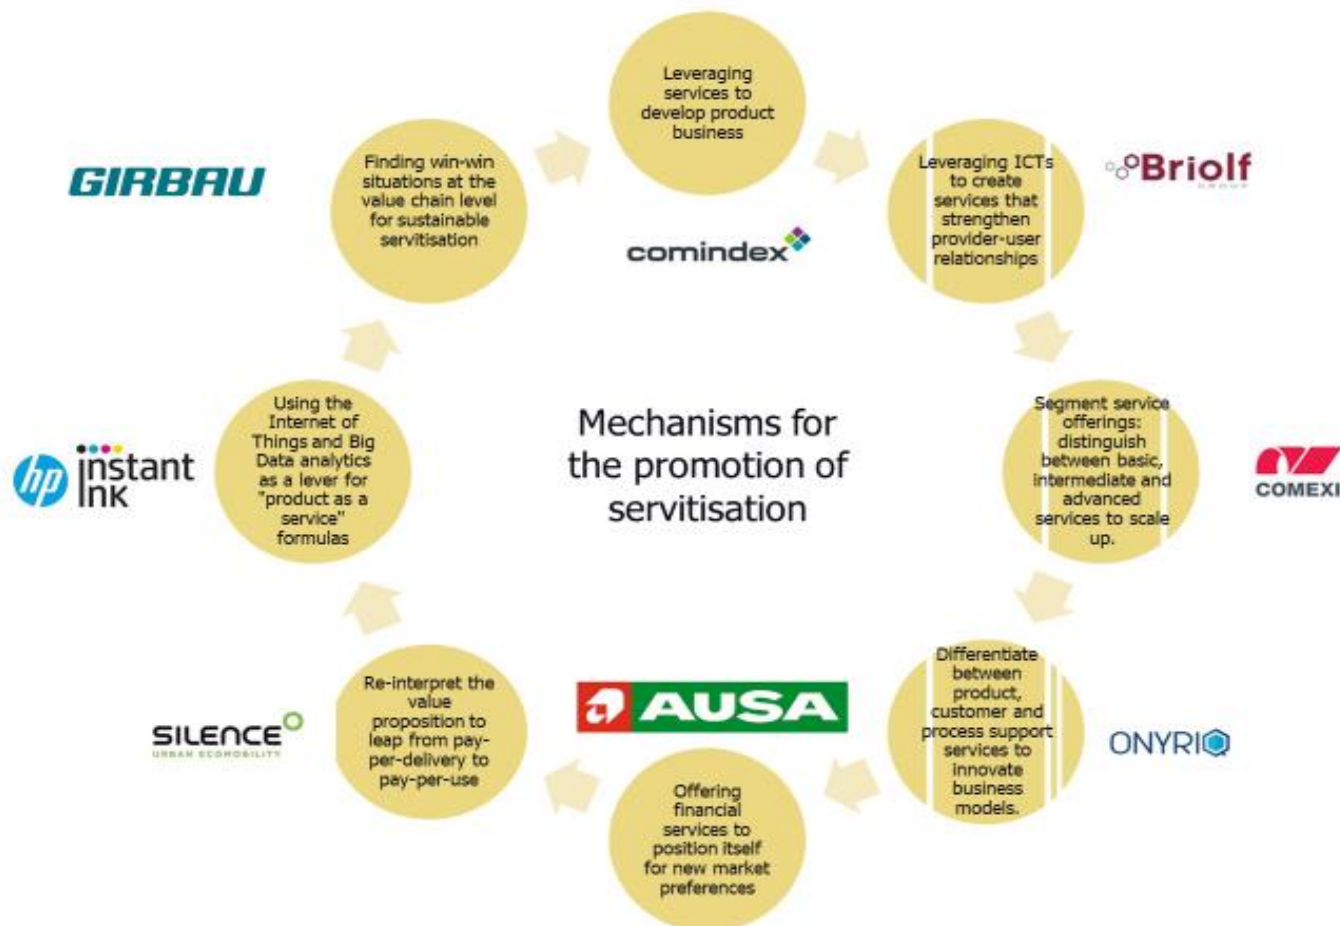 Leveraging
services to
develop product
business
comindex
Leveraging ICTs
to create
services that
strengthen
provider-user
relationships
Briolf
GROUP
Segment service
offerings:
distinguish
between basic,
intermediate and
advanced
services to scale
up.
COMEXI
Differentiate
between
product,
customer and
process support
services to
innovate
business
models.
ONYRIQ
AUSA
Offering
financial
services to
position itself
for new market
preferences
Re-interpret the
value
proposition to
leap from pay-
per-delivery to
pay-per-use
SILENCE
URBAN ECOMOBILITY
Using the
Internet of
Things and Big
Data analytics
as a lever for
"product as a
service"
formulas
hp instant
ink
Finding win-win
situations at the
value chain level
for sustainable
servitisation
GIRBAU
Mechanisms for
the promotion of
servitisation